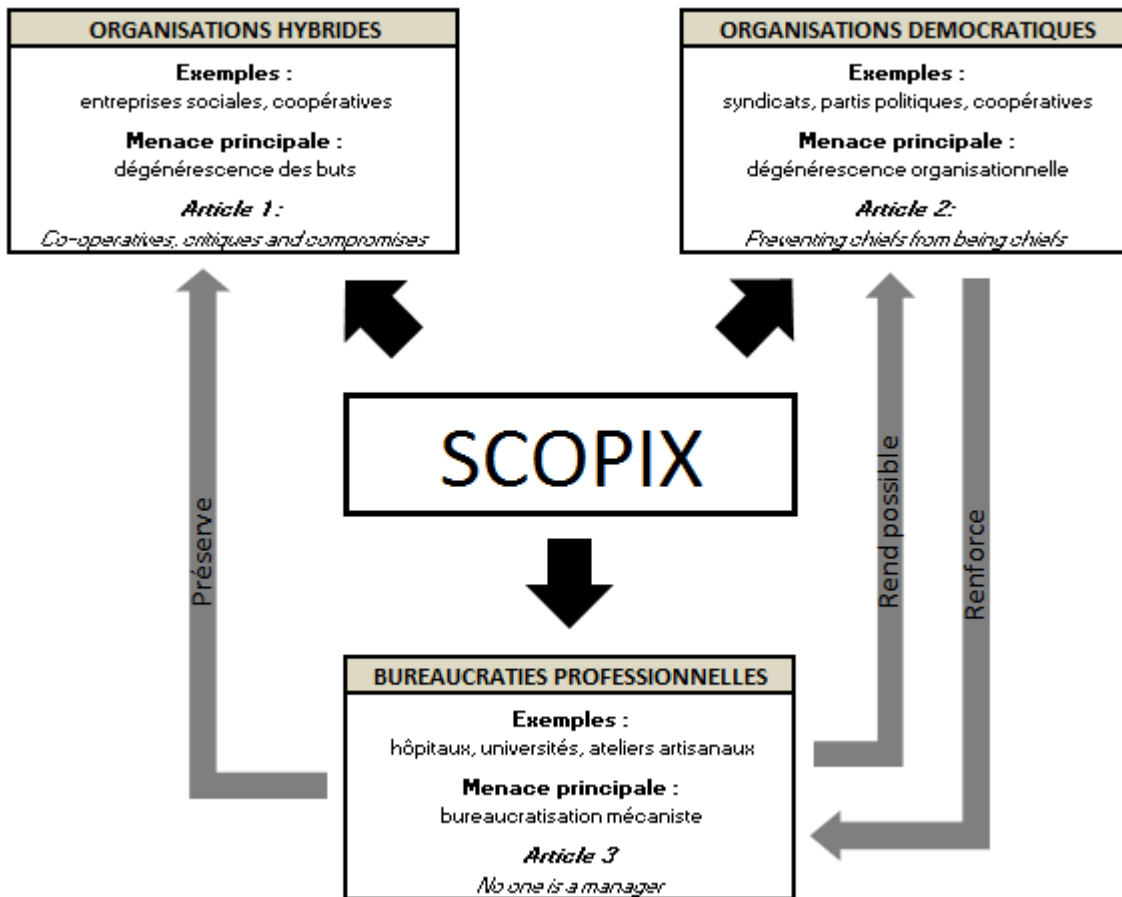 ORGANISATIONS HYBRIDES
Exemples :
entreprises sociales, coopératives
Menace principale :
dégénérescence des buts
Article 1:
Co-operatives, critiques and compromises
ORGANISATIONS DEMOCRATIQUES
Exemples :
syndicats, partis politiques, coopératives
Menace principale :
dégénérescence organisationnelle
Article 2:
Preventing chiefs from being chiefs
SCOPIX
Préserve
Rend possible
Renforce
BUREAUCRATIES PROFESSIONNELLES
Exemples :
hôpitaux, universités, ateliers artisanaux
Menace principale :
bureaucratisation mécaniste
Article 3
No one is a manager